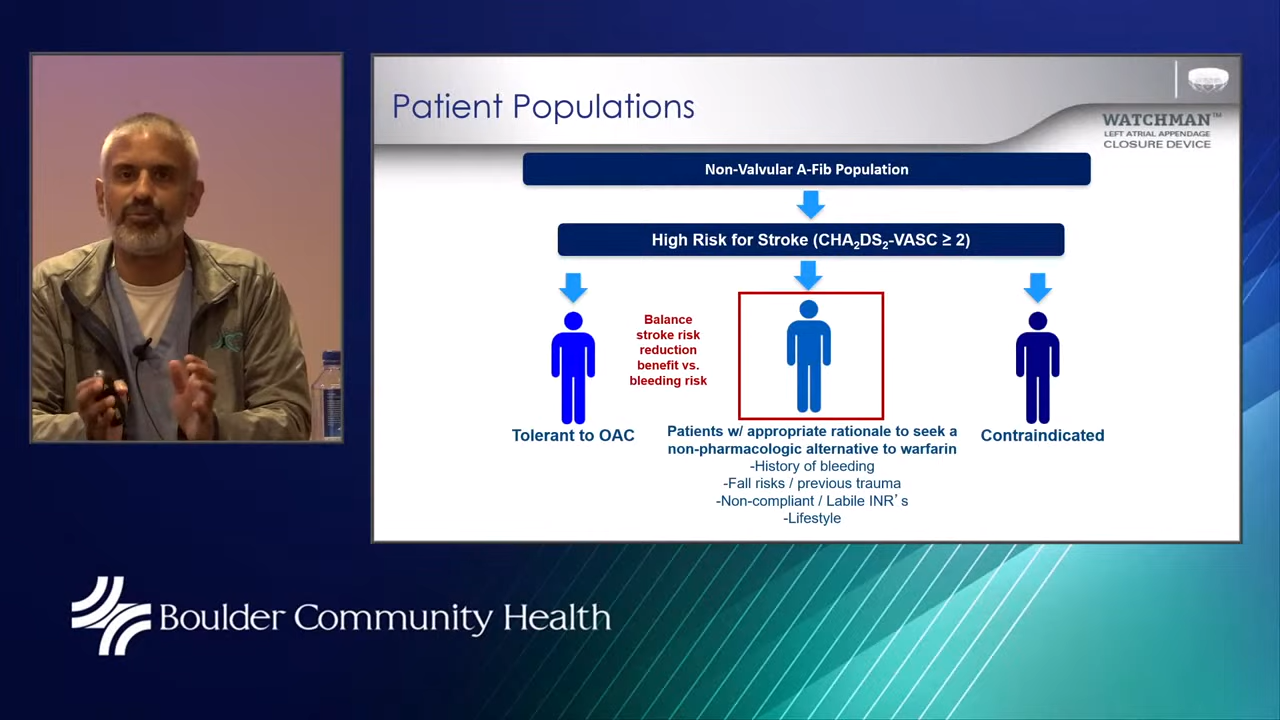 Patient Populations
WATCHMAN™
LEFT ATRIAL APPENDAGE
CLOSURE DEVICE
Non-Valvular A-Fib Population
High Risk for Stroke (CHA₂DS₂-VASC ≥ 2)
Balance
stroke risk
reduction
benefit vs.
bleeding risk
Tolerant to OAC
Patients w/ appropriate rationale to seek a
non-pharmacologic alternative to warfarin
-History of bleeding
-Fall risks / previous trauma
-Non-compliant / Labile INR’s
-Lifestyle
Contraindicated
Boulder Community Health